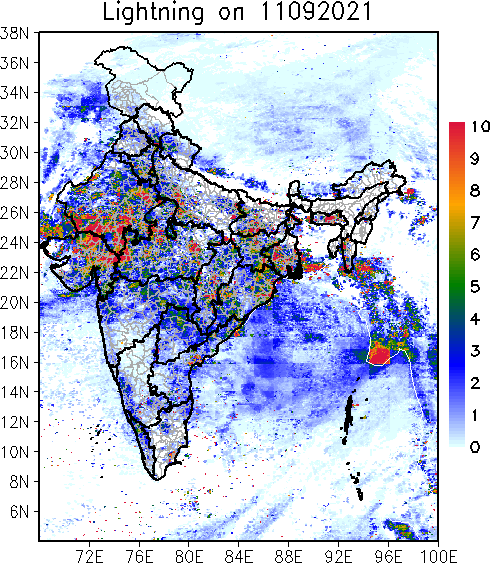 Lightning on 11092021
38N
36N
34N
32N
30N
28N
26N
24N
22N
20N
18N
16N
14N
12N
10N
8N
6N
72E 76E 80E 84E 88E 92E 96E 100E
10
9
8
7
6
5
4
3
2
1
0